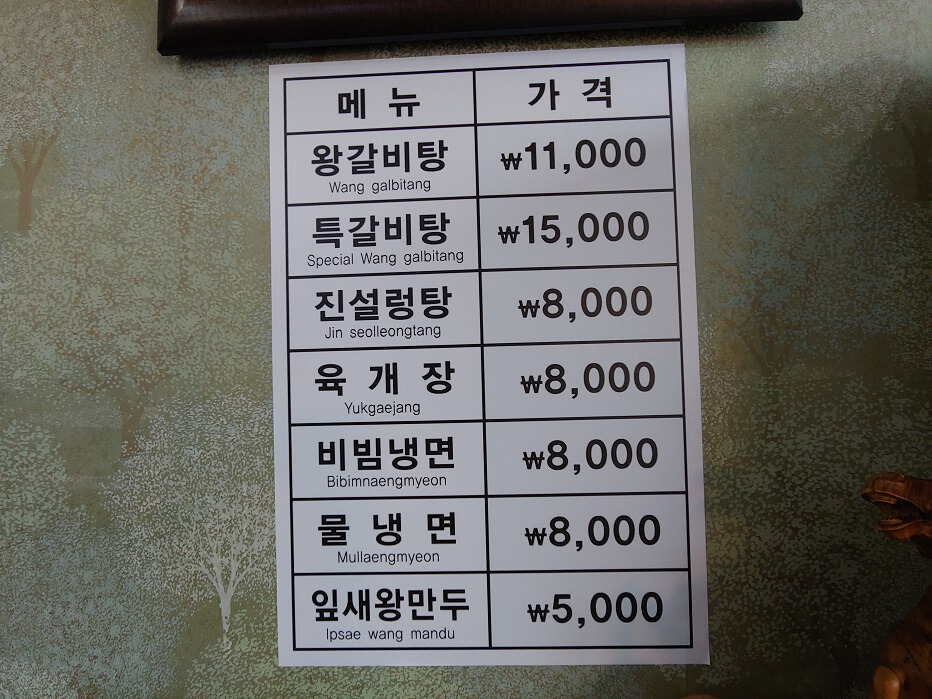 메 뉴 가 격
왕갈비탕 ₩11,000
Wang galbitang
특갈비탕 ₩15,000
Special Wang galbitang
진설렁탕 ₩8,000
Jin seolleongtang
육 개 장 ₩8,000
Yukgaejang
비빔냉면 ₩8,000
Bibimnaengmyeon
물 냉 면 ₩8,000
Mullaengmyeon
잎새왕만두 ₩5,000
Ipsae wang mandu